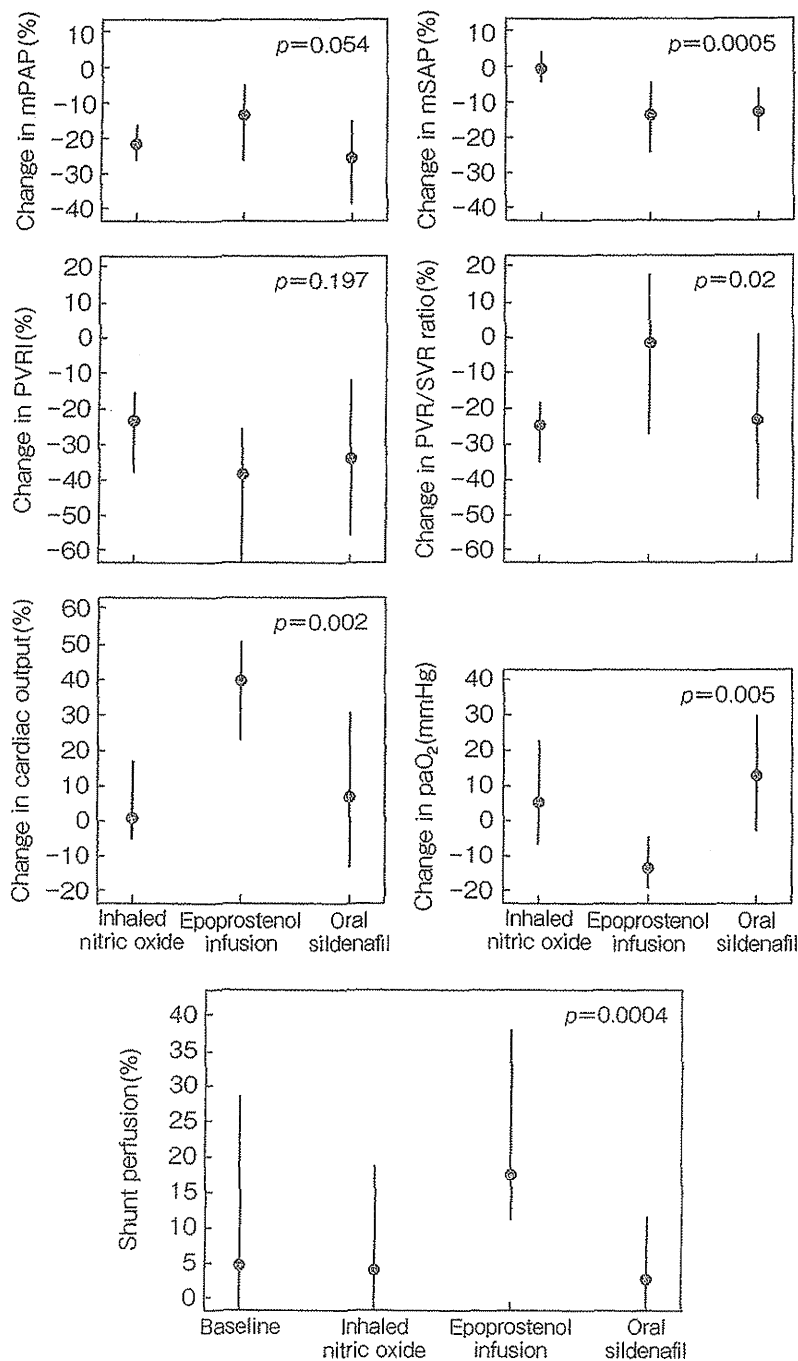 Change in mPAP(%)
10
0
−10
−20
−30
−40
p=0.054
Change in mSAP(%)
10
0
−10
−20
−30
−40
p=0.0005
Change in PVRI(%)
20
10
0
−10
−20
−30
−40
−50
−60
p=0.197
Change in PVR/SVR ratio(%)
20
10
0
−10
−20
−30
−40
−50
−60
p=0.02
Change in cardiac output(%)
60
50
40
30
20
10
0
−10
−20
p=0.002
Inhaled
nitric oxide
Epoprostenol
infusion
Oral
sildenafil
Change in paO₂(mmHg)
40
30
20
10
0
−10
−20
p=0.005
Inhaled
nitric oxide
Epoprostenol
infusion
Oral
sildenafil
Shunt perfusion(%)
40
35
30
25
20
15
10
5
0
p=0.0004
Baseline
Inhaled
nitric oxide
Epoprostenol
infusion
Oral
sildenafil